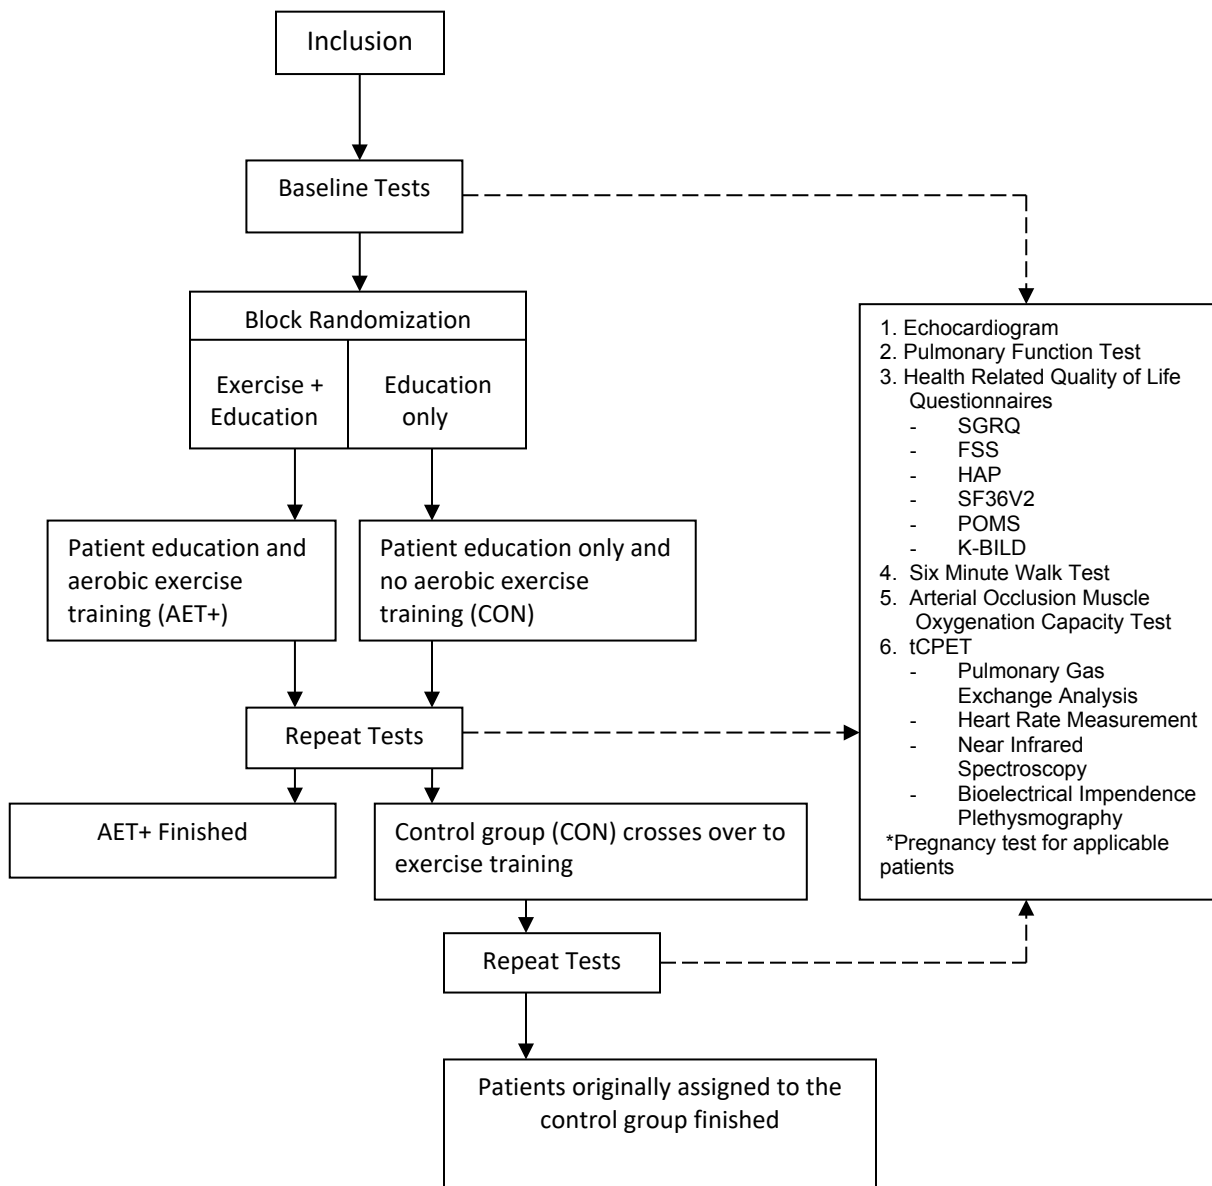 Inclusion
Baseline Tests
Block Randomization
Exercise +
Education
Education
only
Patient education and
aerobic exercise
training (AET+)
Patient education only and
no aerobic exercise
training (CON)
Repeat Tests
AET+ Finished
Control group (CON) crosses over to
exercise training
Repeat Tests
Patients originally assigned to the
control group finished
1. Echocardiogram
2. Pulmonary Function Test
3. Health Related Quality of Life
Questionnaires
- SGRQ
- FSS
- HAP
- SF36V2
- POMS
- K-BILD
4. Six Minute Walk Test
5. Arterial Occlusion Muscle
Oxygenation Capacity Test
6. tCPET
- Pulmonary Gas
Exchange Analysis
- Heart Rate Measurement
- Near Infrared
Spectroscopy
- Bioelectrical Impendence
Plethysmography
*Pregnancy test for applicable
patients